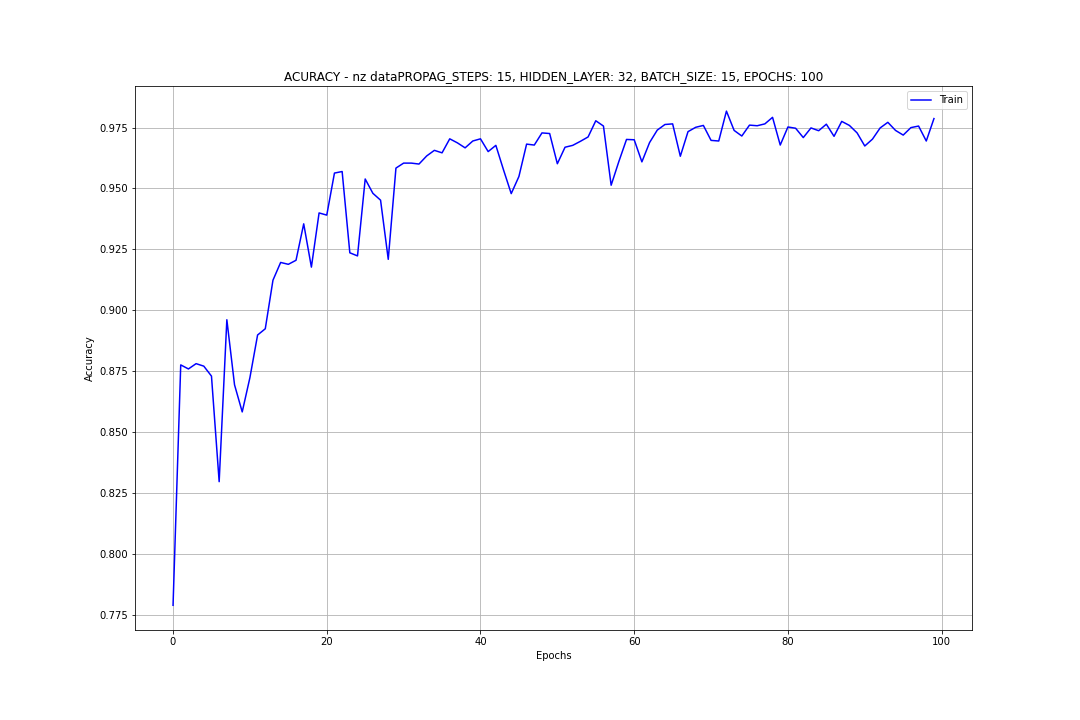 ACURACY - nz dataPROPAG_STEPS: 15, HIDDEN_LAYER: 32, BATCH_SIZE: 15, EPOCHS: 100
Train
0.975
0.950
0.925
0.900
0.875
0.850
0.825
0.800
0.775
Accuracy
0 20 40 60 80 100
Epochs